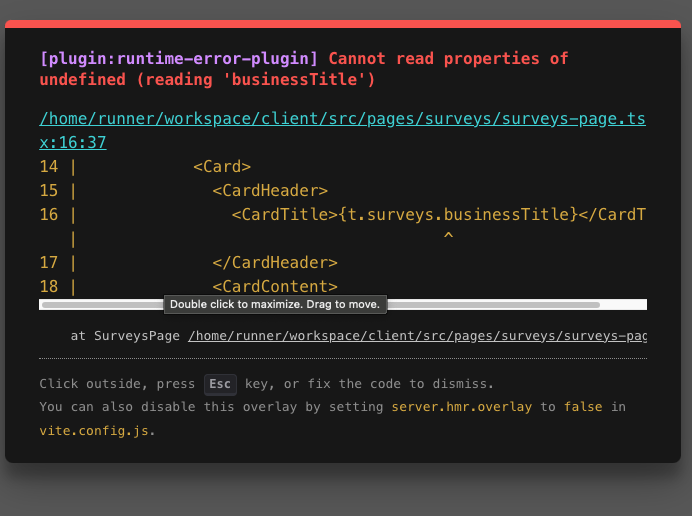 [plugin:runtime-error-plugin] Cannot read properties of
undefined (reading 'businessTitle')
/home/runner/workspace/client/src/pages/surveys/surveys-page.ts
x:16:37
14 |            <Card>
15 |              <CardHeader>
16 |                <CardTitle>{t.surveys.businessTitle}</CardT
   |                                      ^
17 |              </CardHeader>
18 |              <CardContent>
Double click to maximize. Drag to move.
at SurveysPage /home/runner/workspace/client/src/pages/surveys/surveys-pag
Click outside, press Esc key, or fix the code to dismiss.
You can also disable this overlay by setting server.hmr.overlay to false in
vite.config.js.